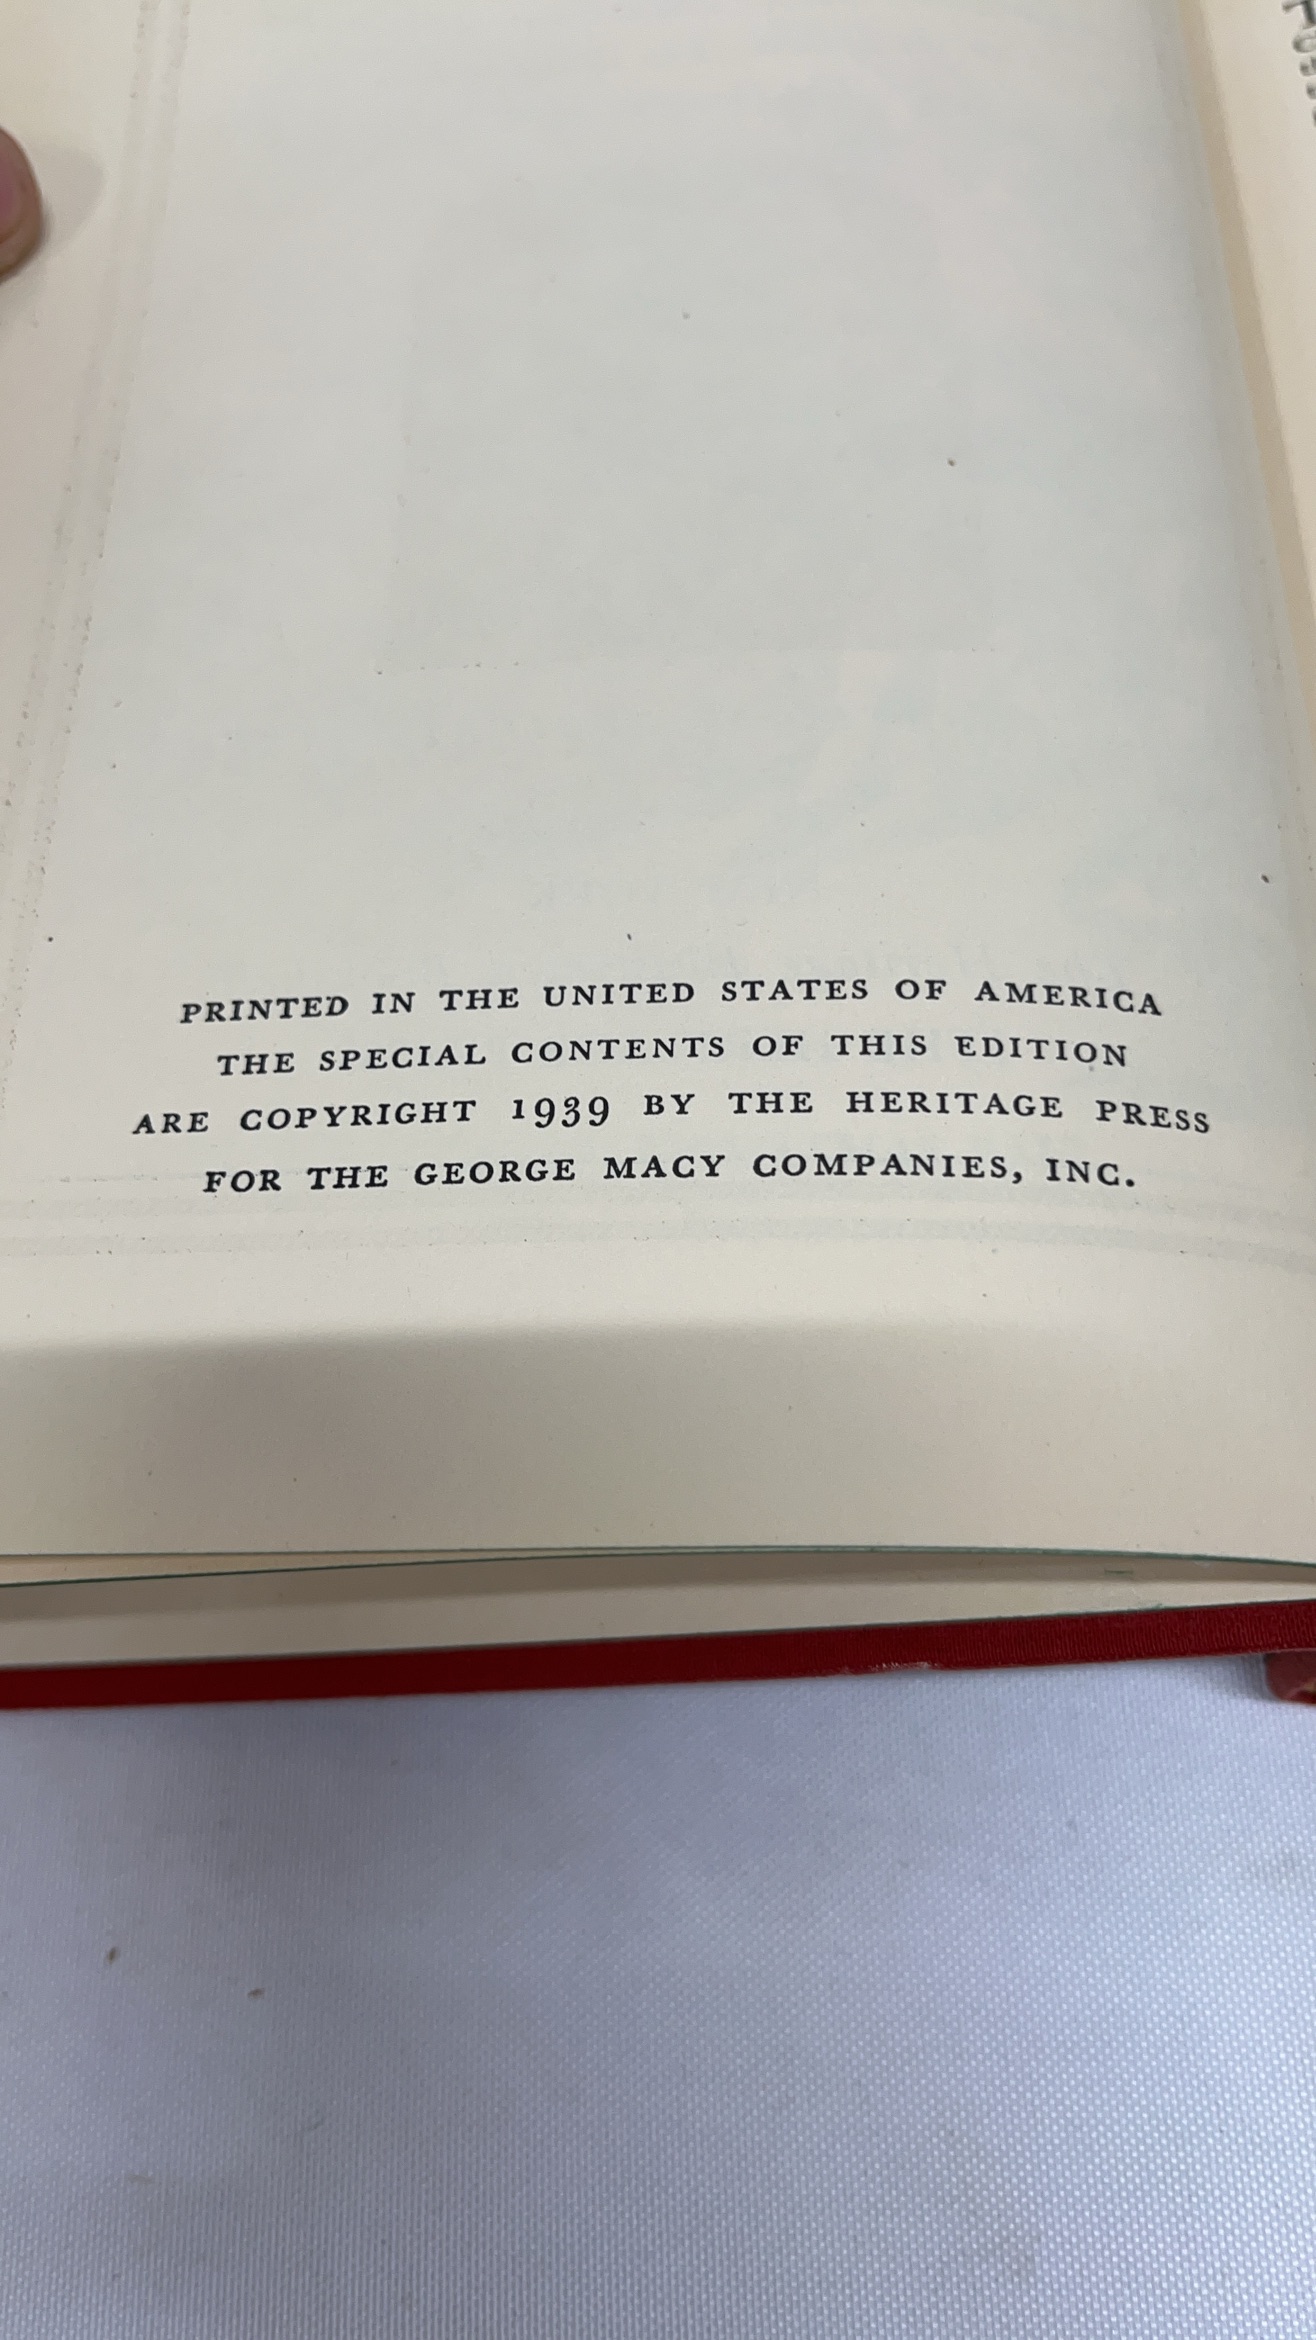 PRINTED IN THE UNITED STATES OF AMERICA
THE SPECIAL CONTENTS OF THIS EDITION
ARE COPYRIGHT 1939 BY THE HERITAGE PRESS
FOR THE GEORGE MACY COMPANIES, INC.